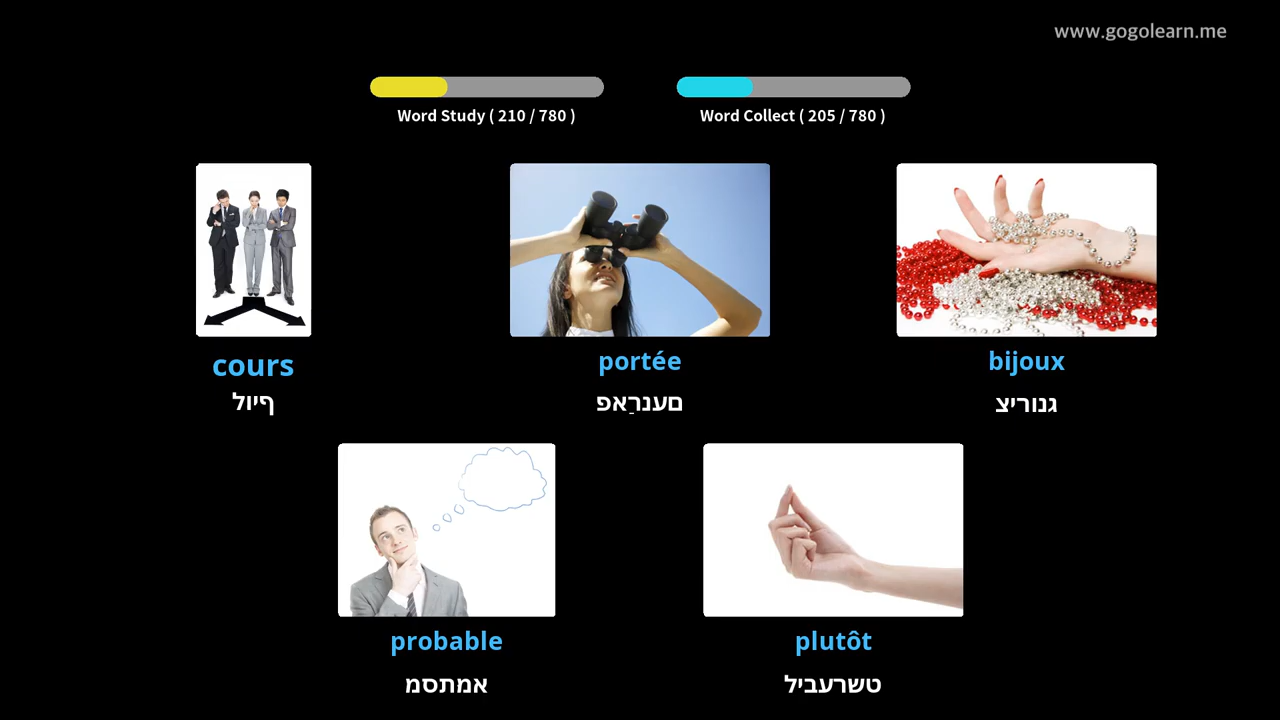 www.gogolearn.me
Word Study ( 210 / 780 )
Word Collect ( 205 / 780 )
cours
ףיול
portée
םענרַאפ
bijoux
גנוריצ
probable
אמתסמ
plutôt
טשרעביל